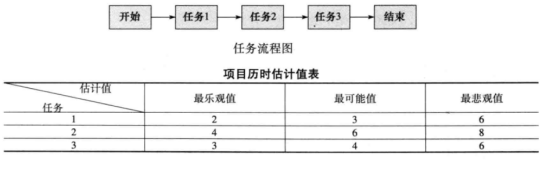 开始 任务1 任务2 任务3 结束
任务流程图
项目历时估计值表
估计值
任务 最乐观值 最可能值 最悲观值
1 2 3 6
2 4 6 8
3 3 4 6